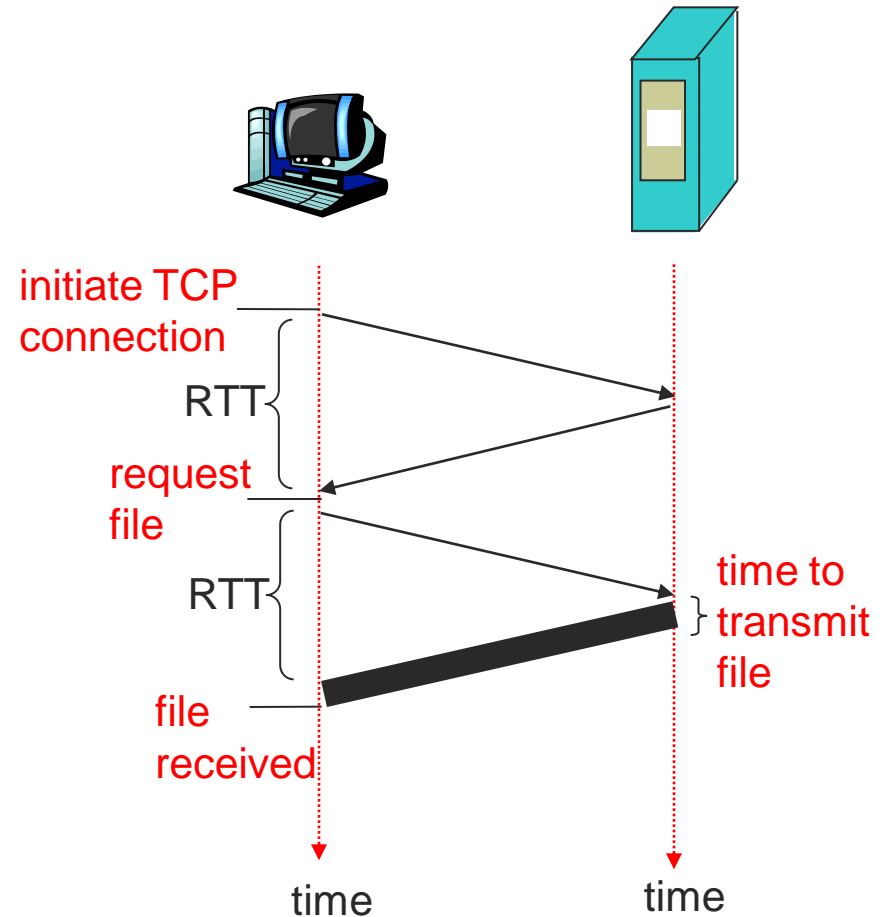 initiate TCP
connection
RTT
request
file
RTT
time to
transmit
file
file
received
time
time